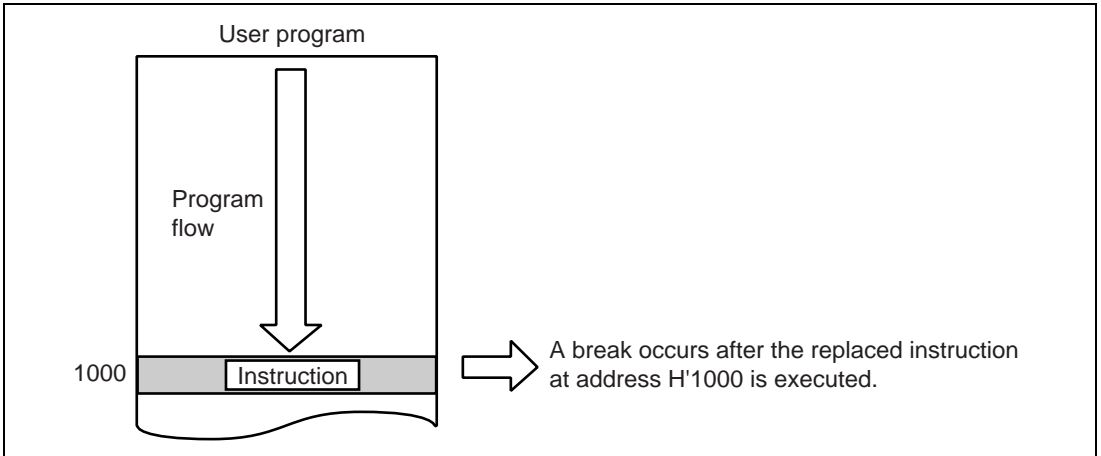 User program
Program
flow
1000
Instruction
A break occurs after the replaced instruction
at address H'1000 is executed.